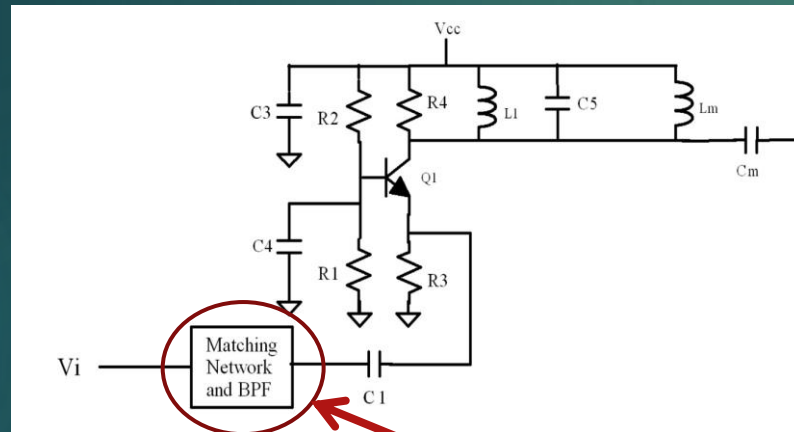 Vcc
C3
R2
R4
L1
C5
Lm
Cm
Q1
C4
R1
R3
Vi
Matching
Network
and BPF
C1